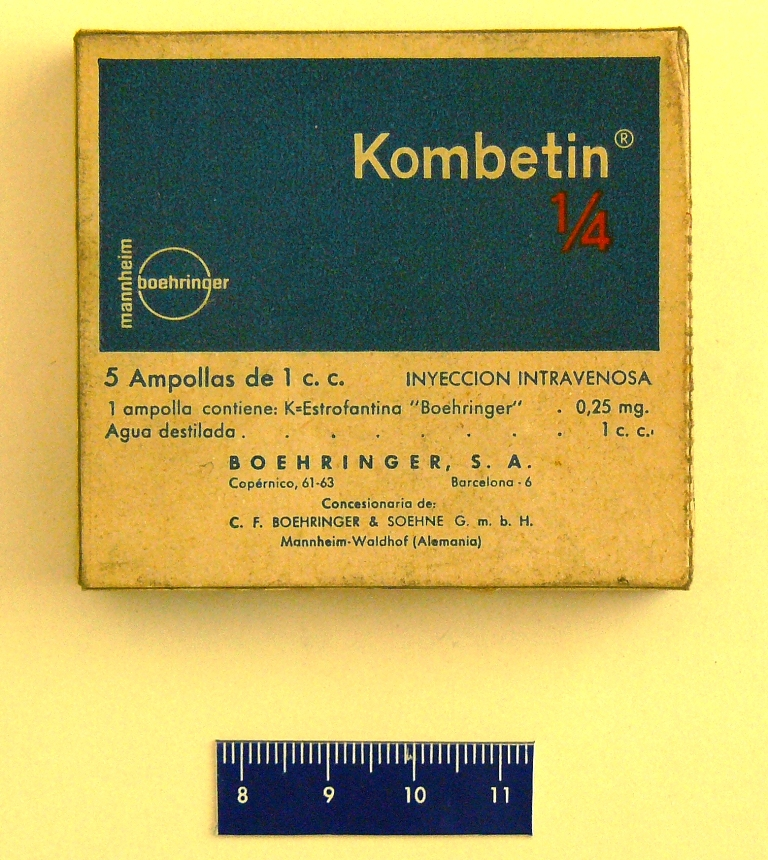 Kombetin®
1/4
mannheim
boehringer
5 Ampollas de 1 c. c. INYECCION INTRAVENOSA
1 ampolla contiene: K=Estrofantina "Boehringer" . 0,25 mg.
Agua destilada . . . . . . . . 1 c. c.
BOEHRINGER, S. A.
Copérnico, 61-63 Barcelona - 6
Concesionaria de:
C. F. BOEHRINGER & SOEHNE G. m. b. H.
Mannheim-Waldhof (Alemania)
8 9 10 11